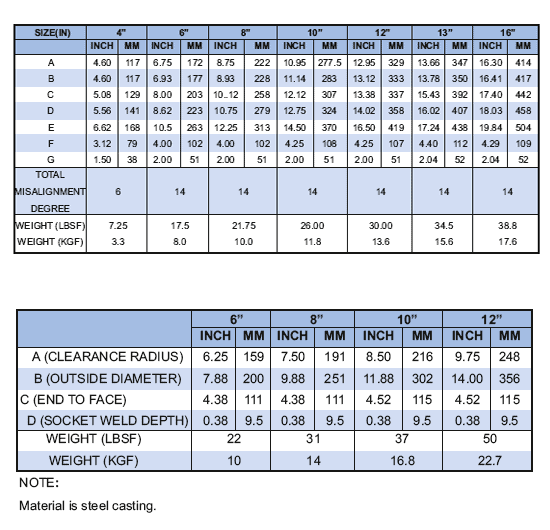 SIZE(IN) 4" 6" 8" 10" 12" 13" 16"
INCH MM INCH MM INCH MM INCH MM INCH MM INCH MM INCH MM
A 4.60 117 6.75 172 8.75 222 10.95 277.5 12.95 329 13.66 347 16.30 414
B 4.60 117 6.93 177 8.93 228 11.14 283 13.12 333 13.78 350 16.41 417
C 5.08 129 8.00 203 10..12 258 12.12 307 13.38 337 15.43 392 17.40 442
D 5.56 141 8.62 223 10.75 279 12.75 324 14.02 358 16.02 407 18.03 458
E 6.62 168 10.5 263 12.25 313 14.50 370 16.50 419 17.24 438 19.84 504
F 3.12 79 4.00 102 4.00 102 4.25 108 4.25 107 4.40 112 4.29 109
G 1.50 38 2.00 51 2.00 51 2.00 51 2.00 51 2.04 52 2.04 52
TOTAL
MISALIGNMENT 6 14 14 14 14 14 14
DEGREE
WEIGHT (LBSF) 7.25 17.5 21.75 26.00 30.00 34.5 38.8
WEIGHT (KGF) 3.3 8.0 10.0 11.8 13.6 15.6 17.6
6” 8” 10” 12”
INCH MM INCH MM INCH MM INCH MM
A (CLEARANCE RADIUS) 6.25 159 7.50 191 8.50 216 9.75 248
B (OUTSIDE DIAMETER) 7.88 200 9.88 251 11.88 302 14.00 356
C (END TO FACE) 4.38 111 4.38 111 4.52 115 4.52 115
D (SOCKET WELD DEPTH) 0.38 9.5 0.38 9.5 0.38 9.5 0.38 9.5
WEIGHT (LBSF) 22 31 37 50
WEIGHT (KGF) 10 14 16.8 22.7
NOTE:
Material is steel casting.